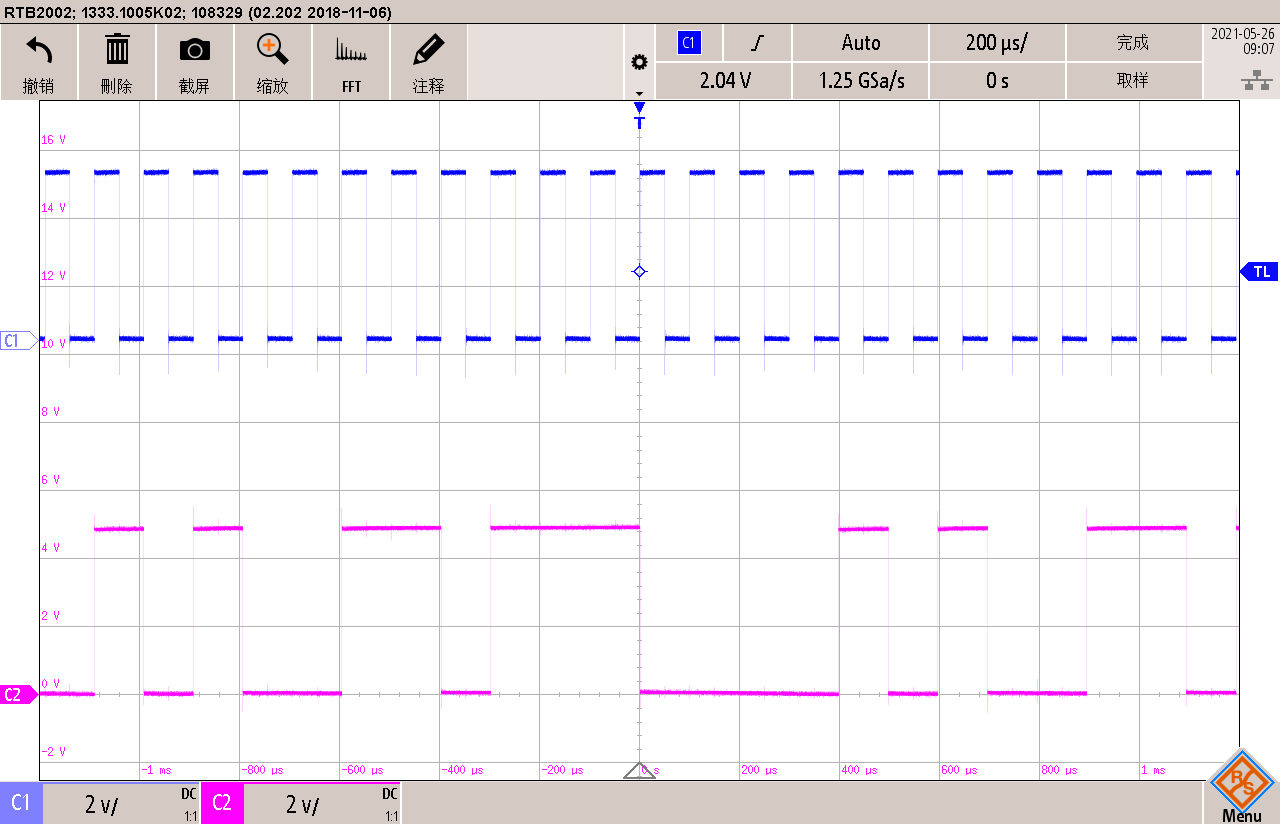 RTB2002; 1333.1005K02; 108329 (02.202 2018-11-06)
撤销
删除
截屏
缩放
FFT
注释
C1
Auto
200 µs/
完成
2.04 V
1.25 GSa/s
0 s
取样
2021-05-26
09:07
T
16 V
14 V
12 V
TL
C1
10 V
8 V
6 V
4 V
2 V
0 V
C2
-2 V
-1 ms
-800 µs
-600 µs
-400 µs
-200 µs
0 s
200 µs
400 µs
600 µs
800 µs
1 ms
R
S
Menu
C1
2 V/
DC
1:1
C2
2 V/
DC
1:1